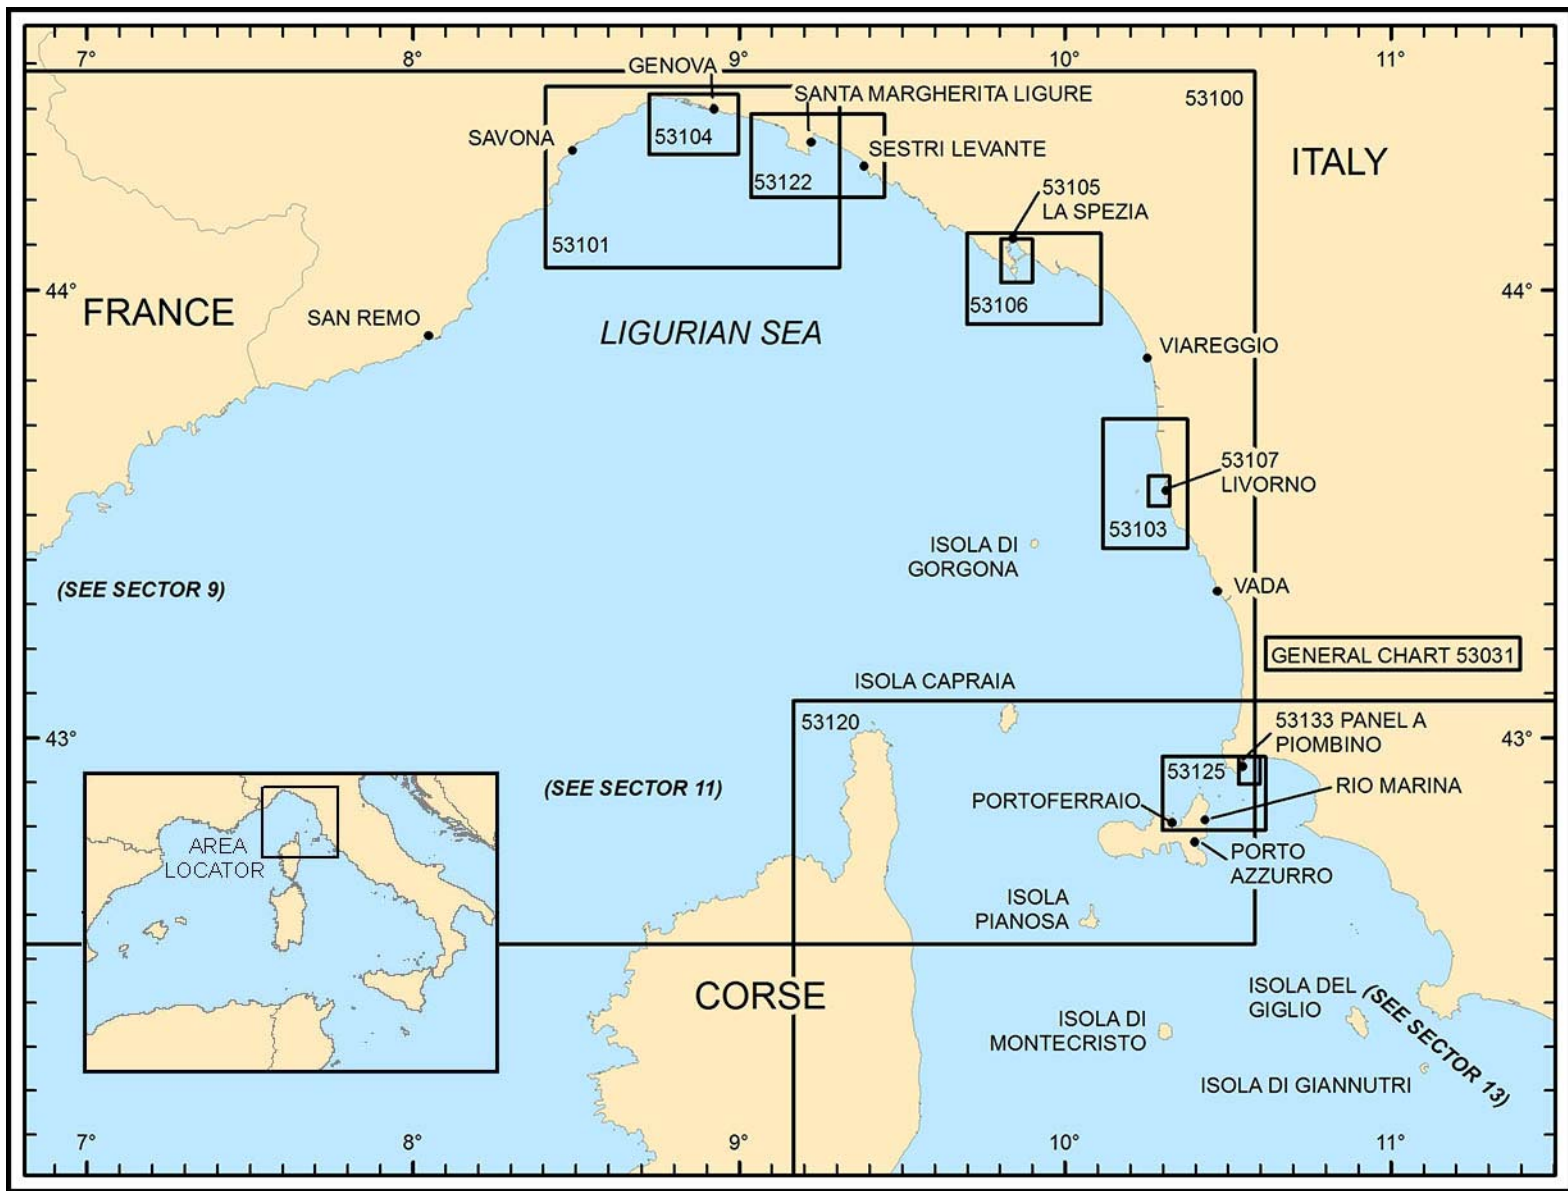 7°
8°
9°
10°
11°
GENOVA
SANTA MARGHERITA LIGURE
53100
SAVONA
53104
SESTRI LEVANTE
ITALY
53122
53105
LA SPEZIA
53101
44°
44°
FRANCE
SAN REMO
53106
LIGURIAN SEA
VIAREGGIO
53107
LIVORNO
53103
ISOLA DI
GORGONA
(SEE SECTOR 9)
VADA
GENERAL CHART 53031
ISOLA CAPRAIA
53120
53133 PANEL A
PIOMBINO
43°
43°
53125
(SEE SECTOR 11)
RIO MARINA
PORTOFERRAIO
AREA
LOCATOR
PORTO
AZZURRO
ISOLA
PIANOSA
CORSE
ISOLA DEL
GIGLIO
(SEE SECTOR 13)
ISOLA DI
MONTECRISTO
ISOLA DI GIANNUTRI
7°
8°
9°
10°
11°